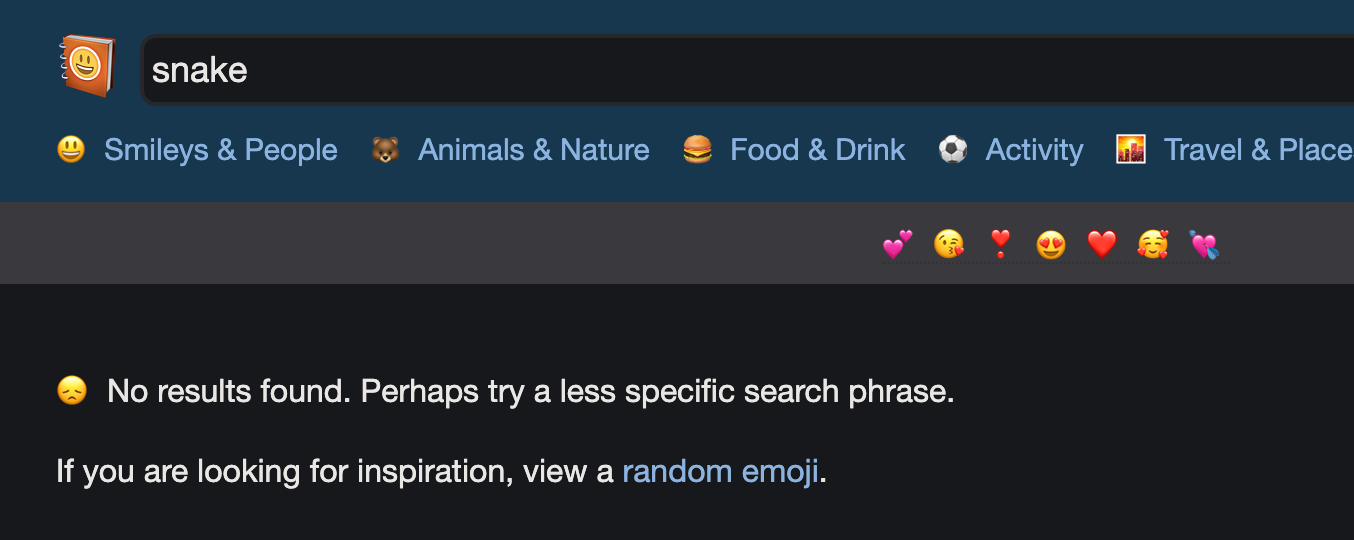 snake
😃 Smileys & People 🐻 Animals & Nature 🍔 Food & Drink ⚽ Activity 🌇 Travel & Place
💕 😘 ❣️ 😍 ❤️ 🥰 💘
😞 No results found. Perhaps try a less specific search phrase.
If you are looking for inspiration, view a random emoji.